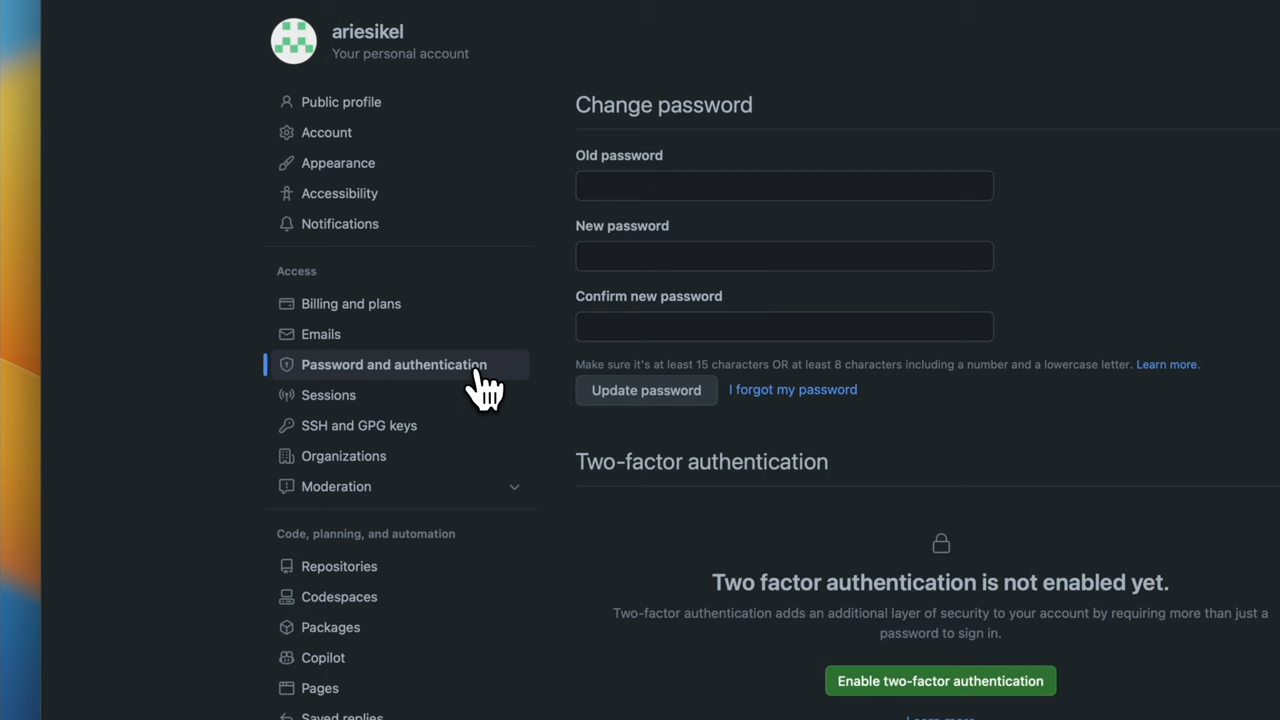 ariesikel
Your personal account
Public profile
Account
Appearance
Accessibility
Notifications
Access
Billing and plans
Emails
Password and authentication
Sessions
SSH and GPG keys
Organizations
Moderation
Code, planning, and automation
Repositories
Codespaces
Packages
Copilot
Pages
Saved replies
Change password
Old password
New password
Confirm new password
Make sure it's at least 15 characters OR at least 8 characters including a number and a lowercase letter. Learn more.
Update password
I forgot my password
Two-factor authentication
Two factor authentication is not enabled yet.
Two-factor authentication adds an additional layer of security to your account by requiring more than just a
password to sign in.
Enable two-factor authentication
Learn more